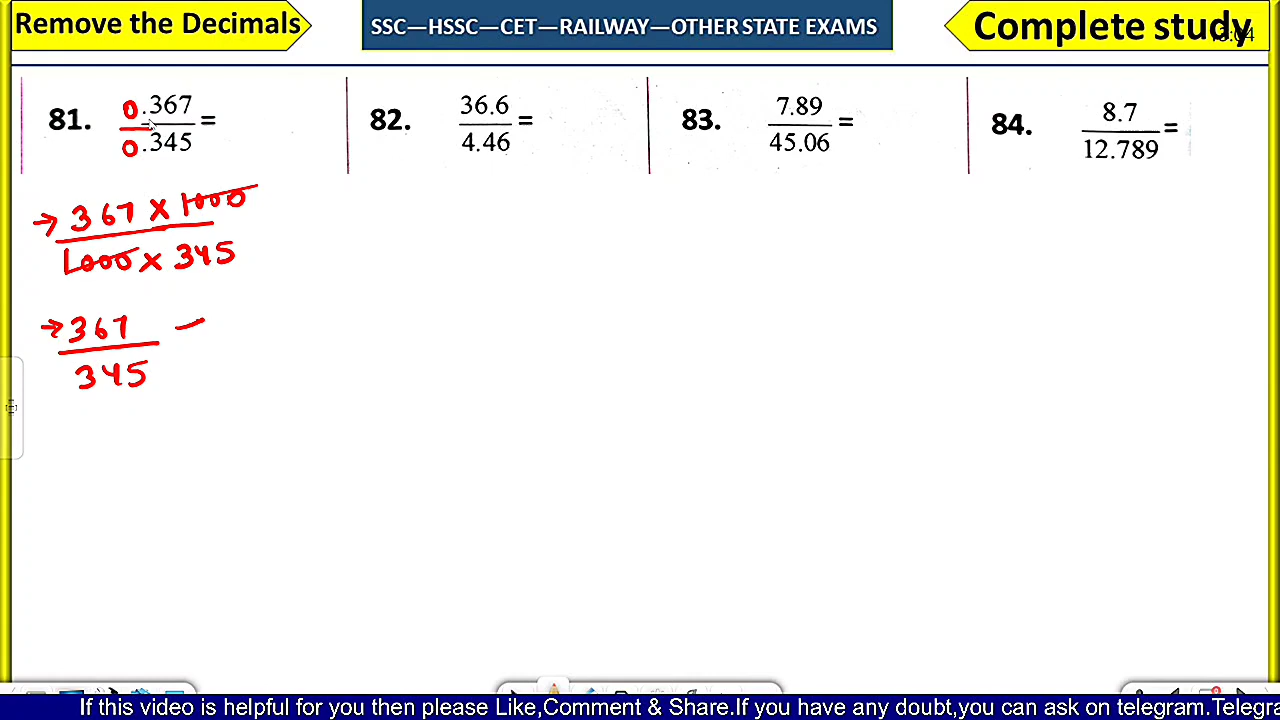 Remove the Decimals
SSC—HSSC—CET—RAILWAY—OTHER STATE EXAMS
Complete study
81. 0.367 / 0.345 =
82. 36.6 / 4.46 =
83. 7.89 / 45.06 =
84. 8.7 / 12.789 =
→ 367 × 1000
1000 × 345
→ 367
345
If this video is helpful for you then please Like,Comment & Share.If you have any doubt,you can ask on telegram.Telegra